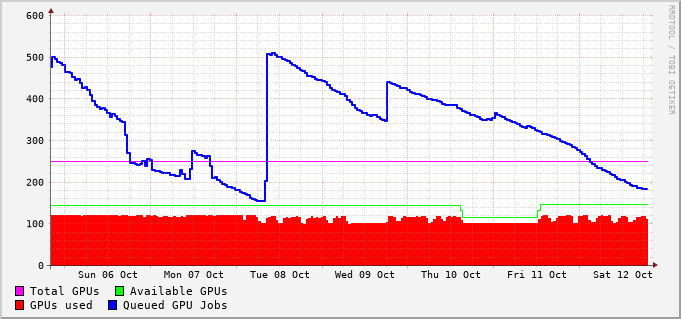 600
500
400
300
200
100
0
Sun 06 Oct Mon 07 Oct Tue 08 Oct Wed 09 Oct Thu 10 Oct Fri 11 Oct Sat 12 Oct
Total GPUs Available GPUs
GPUs used Queued GPU Jobs
RRDTOOL / TOBI OETIKER